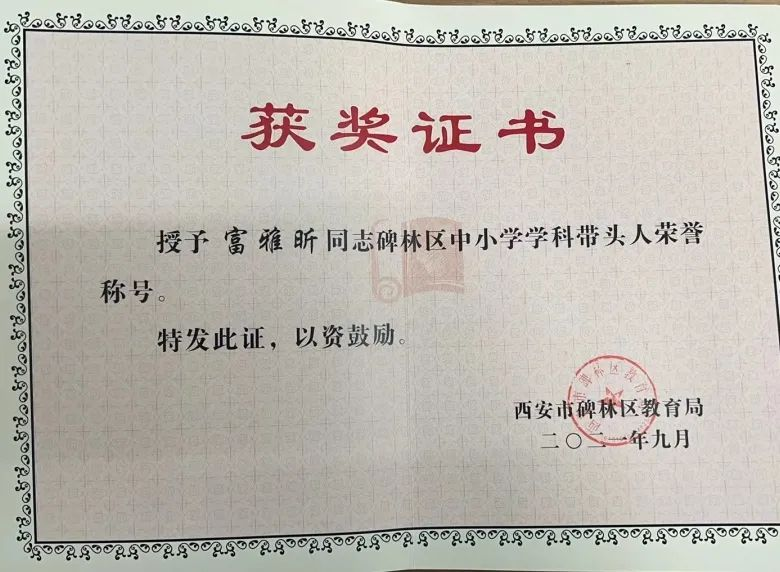 获奖证书
授予 富雅昕 同志碑林区中小学学科带头人荣誉
称号。
特发此证，以资鼓励。
西安市碑林区教育局
二〇二一年九月